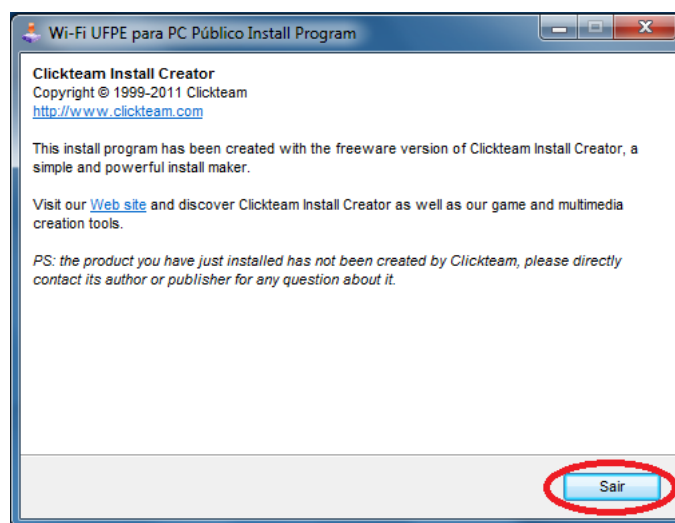 Wi-Fi UFPE para PC Público Install Program
Clickteam Install Creator
Copyright © 1999-2011 Clickteam
http://www.clickteam.com
This install program has been created with the freeware version of Clickteam Install Creator, a
simple and powerful install maker.
Visit our Web site and discover Clickteam Install Creator as well as our game and multimedia
creation tools.
PS: the product you have just installed has not been created by Clickteam, please directly
contact its author or publisher for any question about it.
Sair